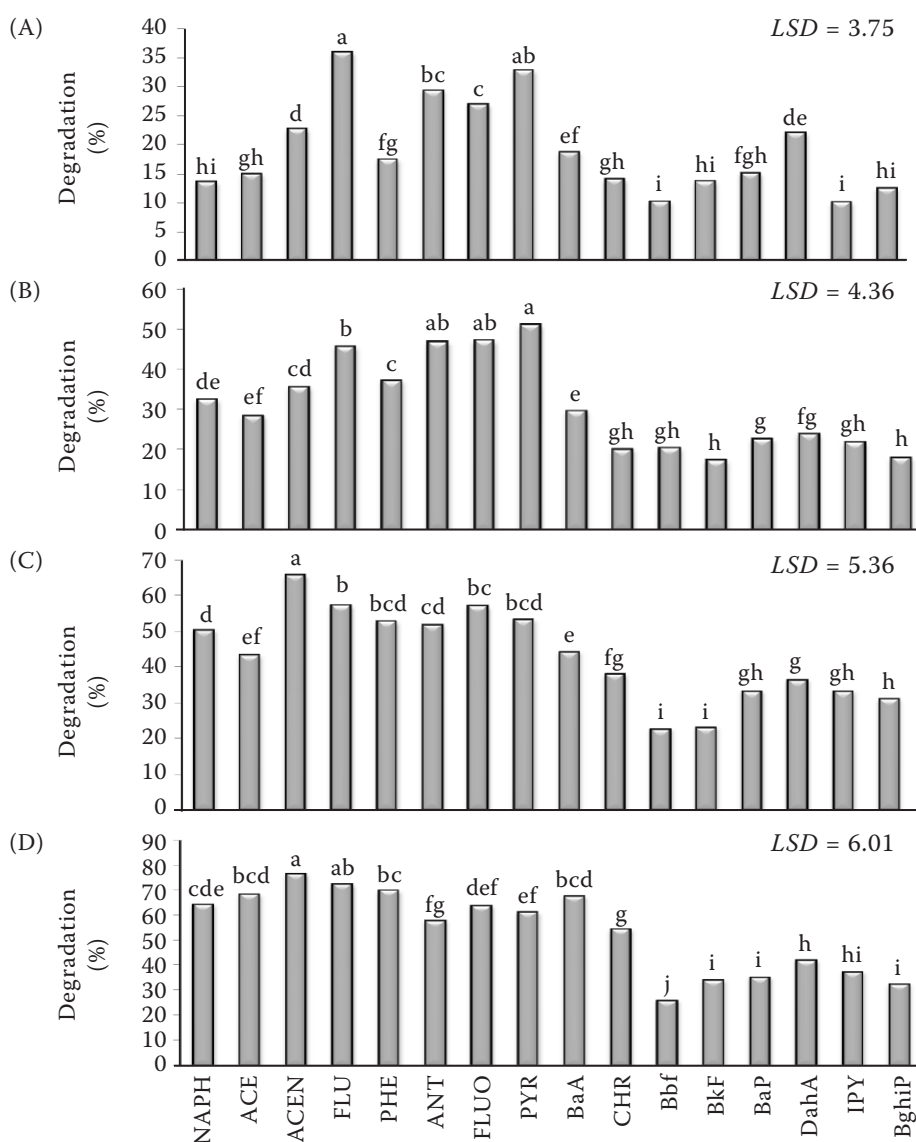 (A)
LSD = 3.75
Degradation
(%)
40
35
30
25
20
15
10
5
0
hi gh d a fg bc c ab ef gh i hi fgh de i hi
(B)
LSD = 4.36
Degradation
(%)
60
50
40
30
20
10
0
de ef cd b c ab ab a e gh gh h g fg gh h
(C)
LSD = 5.36
Degradation
(%)
70
60
50
40
30
20
10
0
d ef a b bcd cd bc bcd e fg i i gh g gh h
(D)
LSD = 6.01
Degradation
(%)
90
80
70
60
50
40
30
20
10
0
cde bcd a ab bc fg def ef bcd g j i i h hi i
NAPH
ACE
ACEN
FLU
PHE
ANT
FLUO
PYR
BaA
CHR
Bbf
BkF
BaP
DahA
IPY
BghiP